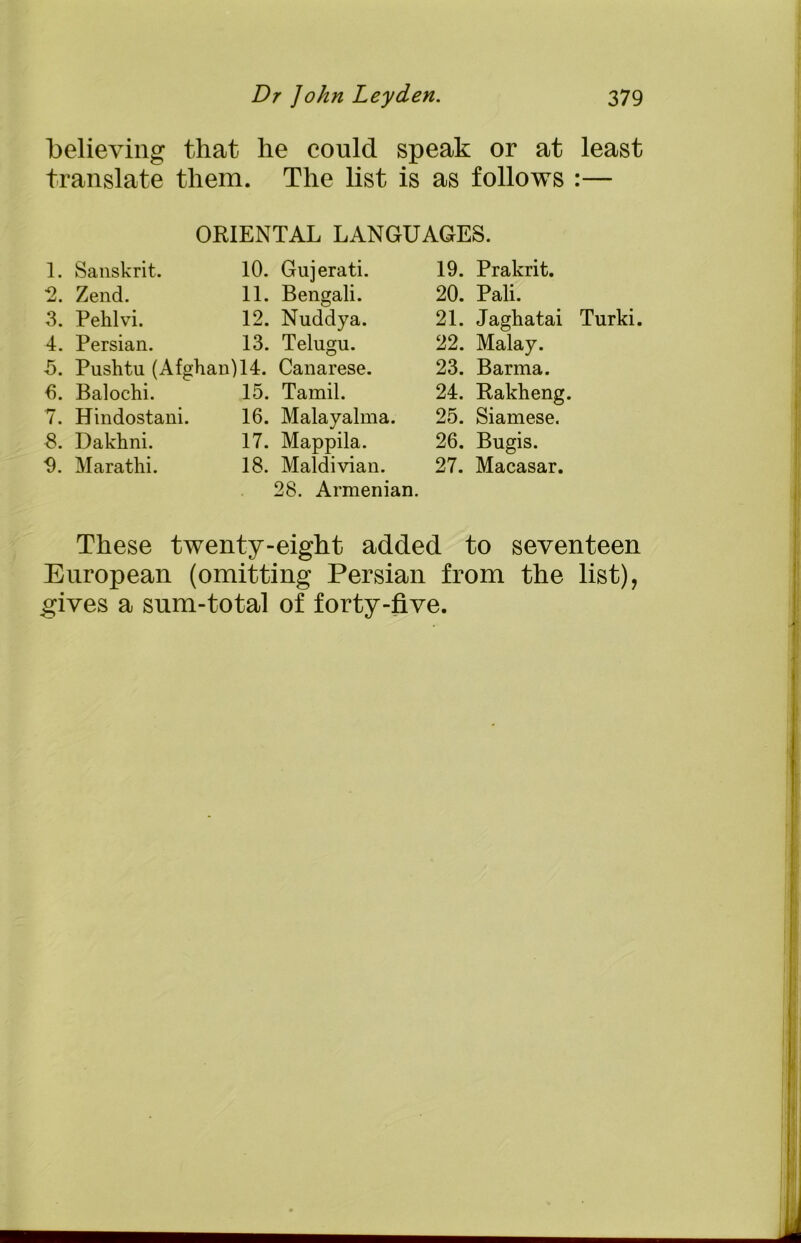 Dr John Leyden. 379
believing that he could speak or at least
translate them. The list is as follows :—
ORIENTAL LANGUAGES.
1. Sanskrit. 10. Gujerati. 19. Prakrit.
2. Zend. 11. Bengali. 20. Pali.
3. Pehlvi. 12. Nuddya. 21. Jaghatai Turki.
4. Persian. 13. Telugu. 22. Malay.
5. Pushtu (Afghan) 14. Canarese. 23. Barma.
6. Balochi. 15. Tamil. 24. Rakheng.
7. Hindostani. 16. Malayalma. 25. Siamese.
8. Dakhni. 17. Mappila. 26. Bugis.
9. Marathi. 18. Maldivian. 27. Macasar.
28. Armenian.
These twenty-eight added to seventeen
European (omitting Persian from the list),
gives a sum-total of forty-five.